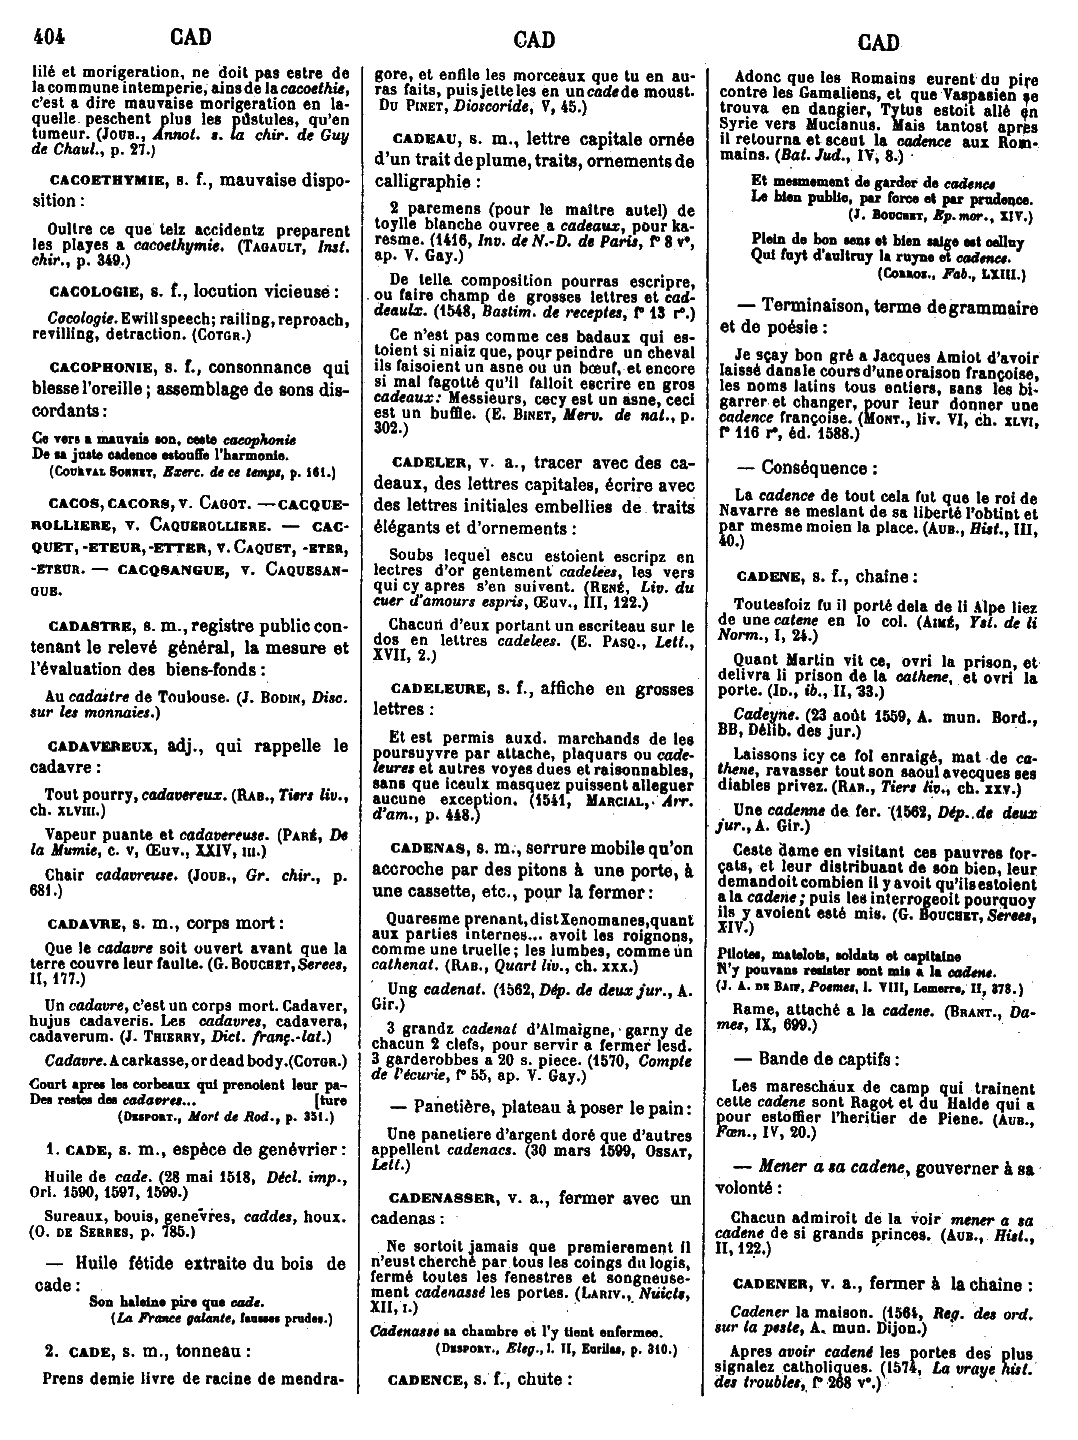 404 CAD CAD CAD
lilé et morigeration, ne doit pas estre de
la commune intemperie, ains de la cacoethie,
c'est a dire mauvaise morigeration en la-
quelle peschent plus les pustules, qu'en
tumeur. (JOUB., Annot. s. la chir. de Guy
de Chaul., p. 27.)
CACOETHYMIE, s. f., mauvaise dispo-
sition :
Oultre ce que telz accidentz preparent
les playes a cacoethymie. (TAGAULT, Inst.
chir., p. 349.)
CACOLOGIE, s. f., locution vicieuse :
Cocologie. Ewill speech; railing, reproach,
revilling, detraction. (COTGR.)
CACOPHONIE, s. f., consonnance qui
blesse l'oreille ; assemblage de sons dis-
cordants :
Ce vers a mauvais son, ceste cacophonie
De sa juste cadence estouffe l'harmonie.
(COURVAL SONNET, Exerc. de ce temps, p. 161.)
CACOS, CACORS, v. CAGOT. — CACQUE-
ROLLIERE, v. CAQUEROLLIERE. — CAC-
QUET, -ETEUR, -ETTER, v. CAQUET, -ETER,
-ETEUR. — CACQSANGUE, v. CAQUESAN-
GUE.
CADASTRE, s. m., registre public con-
tenant le relevé général, la mesure et
l'évaluation des biens-fonds :
Au cadastre de Toulouse. (J. BODIN, Disc.
sur les monnaies.)
CADAVEREUX, adj., qui rappelle le
cadavre :
Tout pourry, cadavereux. (RAB., Tiers liv.,
ch. XLVIII.)
Vapeur puante et cadavereuse. (PARÉ, De
la Mumie, c. v, Œuv., XXIV, III.)
Chair cadavreuse. (JOUB., Gr. chir., p.
681.)
CADAVRE, s. m., corps mort :
Que le cadavre soit ouvert avant que la
terre couvre leur faulte. (G. BOUCHET, Serees,
II, 177.)
Un cadavre, c'est un corps mort. Cadaver,
hujus cadaveris. Les cadavres, cadavera,
cadaverum. (J. THIERRY, Dict. franç.-lat.)
Cadavre. A carkasse, or dead body. (COTGR.)
Court apres les corbeaux qui prenoient leur pa-
Des restes des cadavres... [ture
(DESPORT., Mort de Rod., p. 351.)
1. CADE, s. m., espèce de genévrier :
Huile de cade. (28 mai 1518, Décl. imp.,
Ori. 1590, 1597, 1599.)
Sureaux, bouis, genevres, caddes, houx.
(O. DE SERRES, p. 785.)
— Huile fétide extraite du bois de
cade :
Son haleine pire que cade.
(La France galante, fausses prudes.)
2. CADE, s. m., tonneau :
Prens demie livre de racine de mendra-
gore, et enfile les morceaux que tu en au-
ras faits, puis jette les en un cade de moust.
DU PINET, Dioscoride, V, 45.)
CADEAU, s. m., lettre capitale ornée
d'un trait de plume, traits, ornements de
calligraphie :
2 paremens (pour le maître autel) de
toylle blanche ouvree a cadeaux, pour ka-
resme. (1416, Inv. de N.-D. de Paris, f° 8 v°,
ap. V. Gay.)
De telle composition pourras escripre,
ou faire champ de grosses lettres et cad-
deaulx. (1548, Bastim. de receptes, f° 13 r°.)
Ce n'est pas comme ces badaux qui es-
toient si niaiz que, pour peindre un cheval
ils faisoient un asne ou un bœuf, et encore
si mal fagotté qu'il falloit escrire en gros
cadeaux : Messieurs, cecy est un asne, ceci
est un buffle. (E. BINET, Merv. de nat., p.
302.)
CADELER, v. a., tracer avec des ca-
deaux, des lettres capitales, écrire avec
des lettres initiales embellies de traits
élégants et d'ornements :
Soubs lequel escu estoient escripz en
lectres d'or gentement cadelees, les vers
qui cy apres s'en suivent. (RENÉ, Liv. du
cuer d'amours espris, Œuv., III, 122.)
Chacun d'eux portant un escriteau sur le
dos en lettres cadelees. (E. PASQ., Lett.,
XVII, 2.)
CADELEURE, s. f., affiche en grosses
lettres :
Et est permis auxd. marchands de les
poursuyvre par attache, plaquars ou cade-
leures et autres voyes dues et raisonnables,
sans que iceulx masquez puissent alleguer
aucune exception. (1541, MARCIAL, Arr.
d'am., p. 448.)
CADENAS, s. m., serrure mobile qu'on
accroche par des pitons à une porte, à
une cassette, etc., pour la fermer :
Quaresme prenant, dist Xenomanes, quant
aux parties internes... avoit les roignons,
comme une truelle ; les lumbes, comme un
cathenat. (RAB., Quart liv., ch. XXX.)
Ung cadenat. (1562, Dép. de deux jur., A.
Gir.)
3 grandz cadenat d'Almaigne, garny de
chacun 2 clefs, pour servir a fermer lesd.
3 garderobbes a 20 s. piece. (1570, Compte
de l'écurie, f° 55, ap. V. Gay.)
— Panetière, plateau à poser le pain :
Une panetiere d'argent doré que d'autres
appellent cadenacs. (30 mars 1599, OSSAT,
Lett.)
CADENASSER, v. a., fermer avec un
cadenas :
Ne sortoit jamais que premierement il
n'eust cherché par tous les coings du logis,
fermé toutes les fenestres et songneuse-
ment cadenassé les portes. (LARIV., Nuicts,
XII, I.)
Cadenasse sa chambre et l'y tient enfermee.
(DESPORT., Eleg., l. II, Eurilas, p. 310.)
CADENCE, s. f., chute :
Adonc que les Romains eurent du pire
contre les Gamaliens, et que Vaspasien se
trouva en dangier, Tytus estoit allé en
Syrie vers Mucianus. Mais tantost apres
il retourna et sceut la cadence aux Rom-
mains. (Bat. Jud., IV, 8.)
Et mesmement de garder de cadence
Le bien public, par force et par prudence.
(J. BOUCHET, Ep. mor., XIV.)
Plein de bon sens et bien saige est celluy
Qui fuyt d'aultruy la ruyne et cadence.
(CORROZ., Fab., LXIII.)
— Terminaison, terme de grammaire
et de poésie :
Je sçay bon gré a Jacques Amiot d'avoir
laissé dans le cours d'une oraison françoise,
les noms latins tous entiers, sans les bi-
garrer et changer, pour leur donner une
cadence françoise. (MONT., liv. VI, ch. XLVI,
f° 116 r°, éd. 1588.)
— Conséquence :
La cadence de tout cela fut que le roi de
Navarre se meslant de sa liberté l'obtint et
par mesme moien la place. (AUB., Hist., III,
40.)
CADENE, s. f., chaîne :
Toutesfoiz fu il porté dela de li Alpe liez
de une catene en lo col. (AIMÉ, Yst. de li
Norm., I, 24.)
Quant Martin vit ce, ovri la prison, et
delivra li prison de la cathene, et ovri la
porte. (ID., ib., II, 33.)
Cadeyne. (23 août 1559, A. mun. Bord.,
BB, Délib. des jur.)
Laissons icy ce fol enraigé, mat de ca-
thene, ravasser tout son saoul avecques ses
diables privez. (RAB., Tiers liv., ch. XXV.)
Une cadenne de fer. (1562, Dép. de deux
jur., A. Gir.)
Ceste dame en visitant ces pauvres for-
çats, et leur distribuant de son bien, leur
demandoit combien il y avoit qu'ils estoient
a la cadene ; puis les interrogeoit pourquoy
ils y avoient esté mis. (G. BOUCHET, Serees,
XIV.)
Pilotes, matelots, soldats et capitaine
N'y pouvans resister sont mis a la cadene.
(J. A. DE BAIF, Poemes, l. VIII, Lemerre, II, 378.)
Rame, attaché a la cadene. (BRANT., Da-
mes, IX, 699.)
— Bande de captifs :
Les mareschaux de camp qui trainent
cette cadene sont Ragot et du Halde qui a
pour estoffier l'heritier de Piene. (AUB.,
Fœn., IV, 20.)
— Mener a sa cadene, gouverner à sa
volonté :
Chacun admiroit de la voir mener a sa
cadene de si grands princes. (AUB., Hist.,
II, 122.)
CADENER, v. a., fermer à la chaîne :
Cadener la maison. (1564, Reg. des ord.
sur la peste, A. mun. Dijon.)
Apres avoir cadené les portes des plus
signalez catholiques. (1574, La vraye hist.
des troubles, f° 268 v°.)